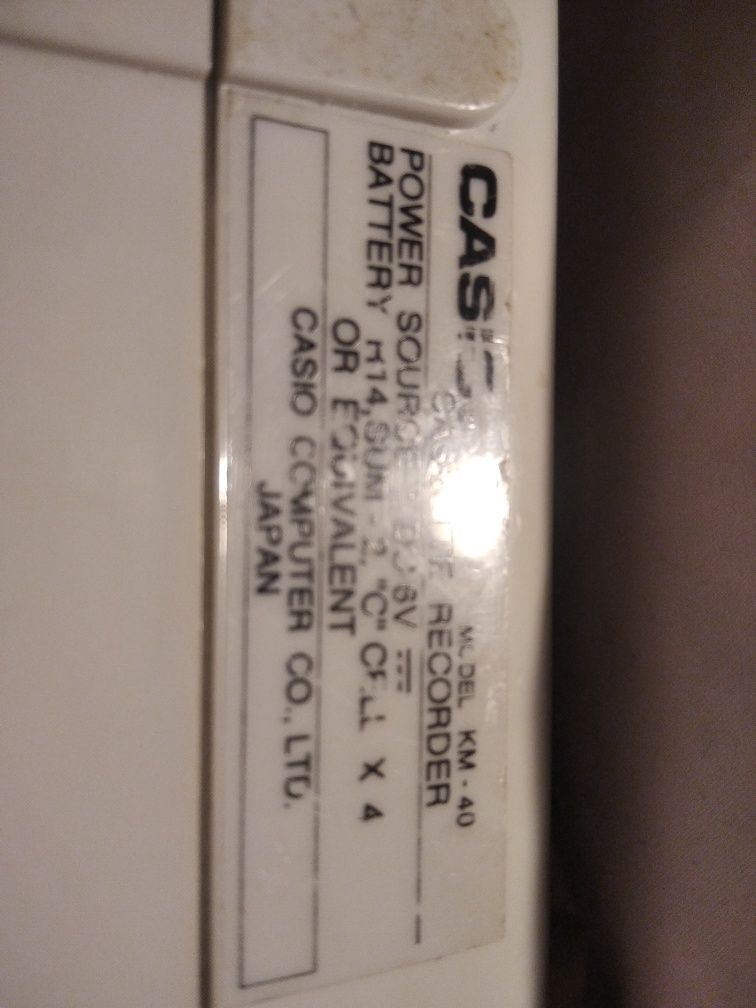 CASIO
MODEL KM-40
CASSETTE RECORDER
POWER SOURCE: DC 6V
BATTERY R14, SUM-2, "C" CELL X 4
OR EQUIVALENT
CASIO COMPUTER CO., LTD.
JAPAN